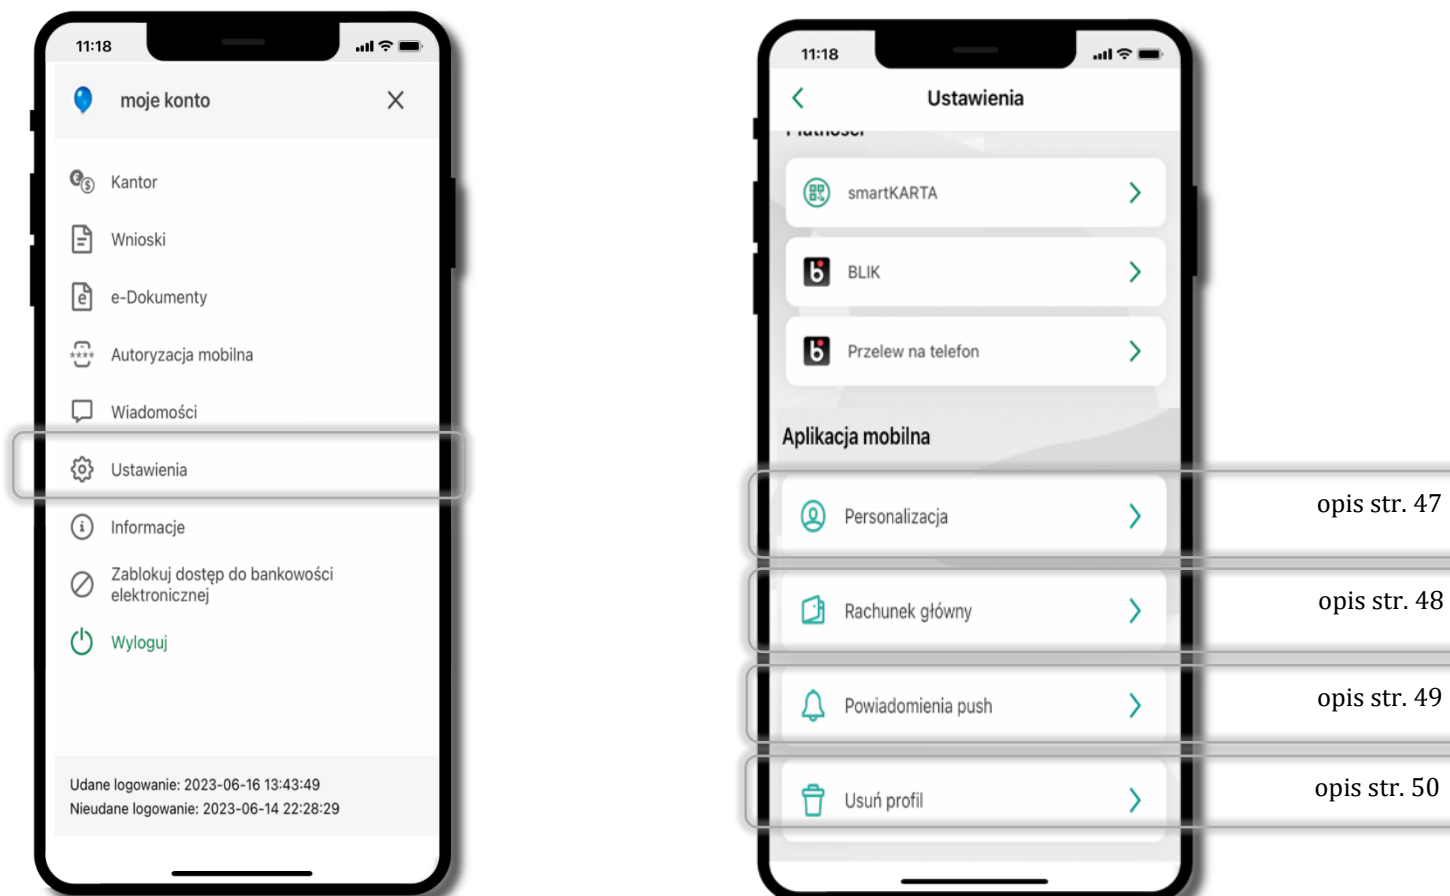 11:18
moje konto
Kantor
Wnioski
e-Dokumenty
Autoryzacja mobilna
Wiadomości
Ustawienia
Informacje
Zablokuj dostęp do bankowości
elektronicznej
Wyloguj
Udane logowanie: 2023-06-16 13:43:49
Nieudane logowanie: 2023-06-14 22:28:29
11:18
Ustawienia
Płatności
smartKARTA
BLIK
Przelew na telefon
Aplikacja mobilna
Personalizacja
opis str. 47
Rachunek główny
opis str. 48
Powiadomienia push
opis str. 49
Usuń profil
opis str. 50